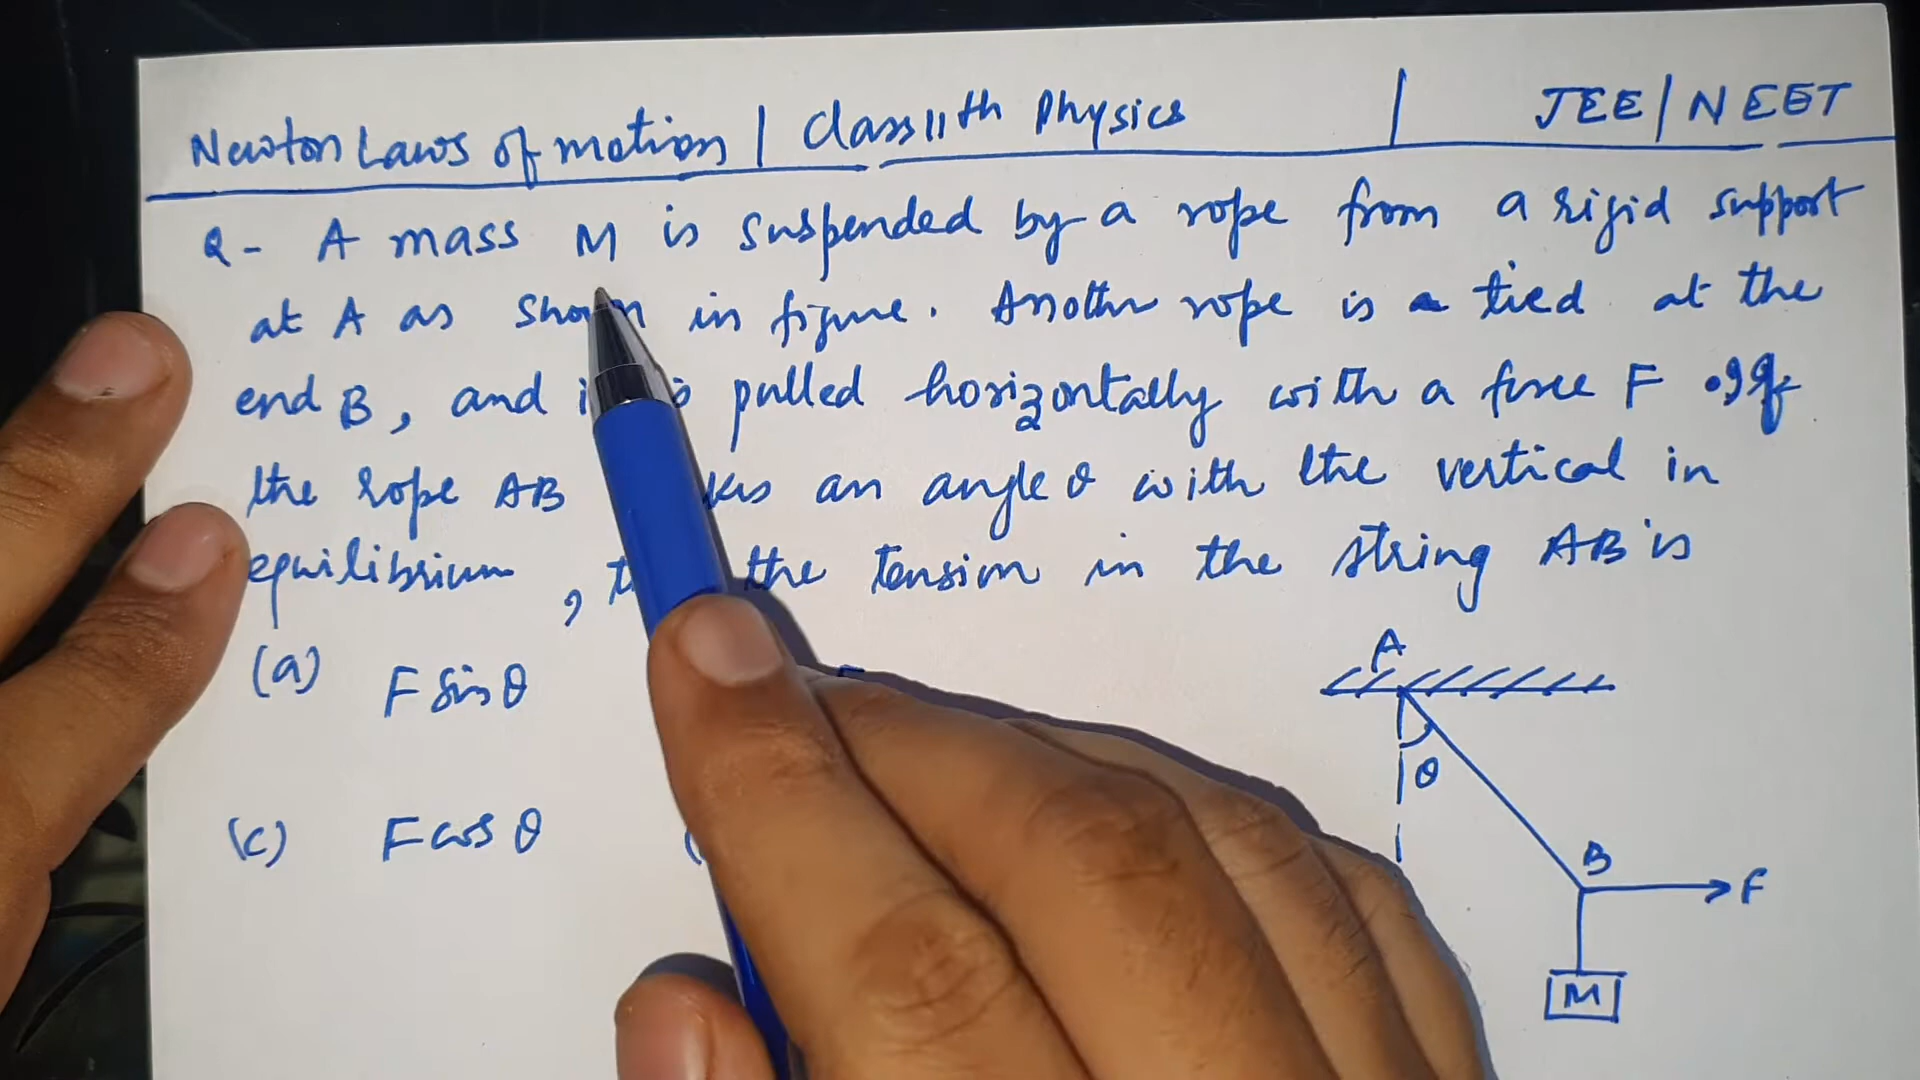 Newton Laws of motion | Class 11th Physics | JEE/NEET
Q- A mass M is suspended by a rope from a rigid support
at A as shown in figure. Another rope is tied at the
end B, and pulled horizontally with a force F. If
the rope AB an angle θ with the vertical in
equilibrium, the tension in the string AB is
(a) F sin θ
(c) F cos θ
A
θ
B
F
M